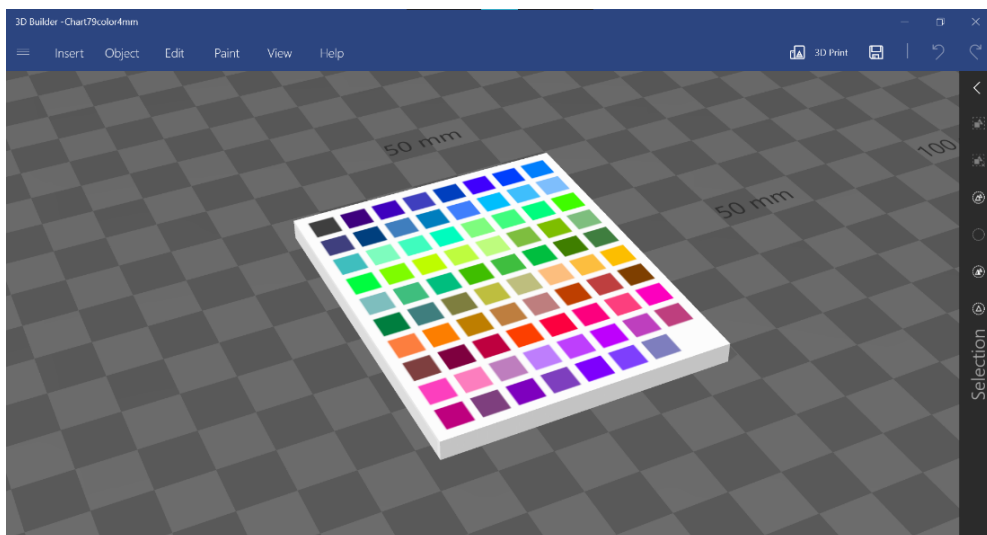 3D Builder - Chart79color4mm
Insert Object Edit Paint View Help 3D Print
50 mm
100
50 mm
Selection